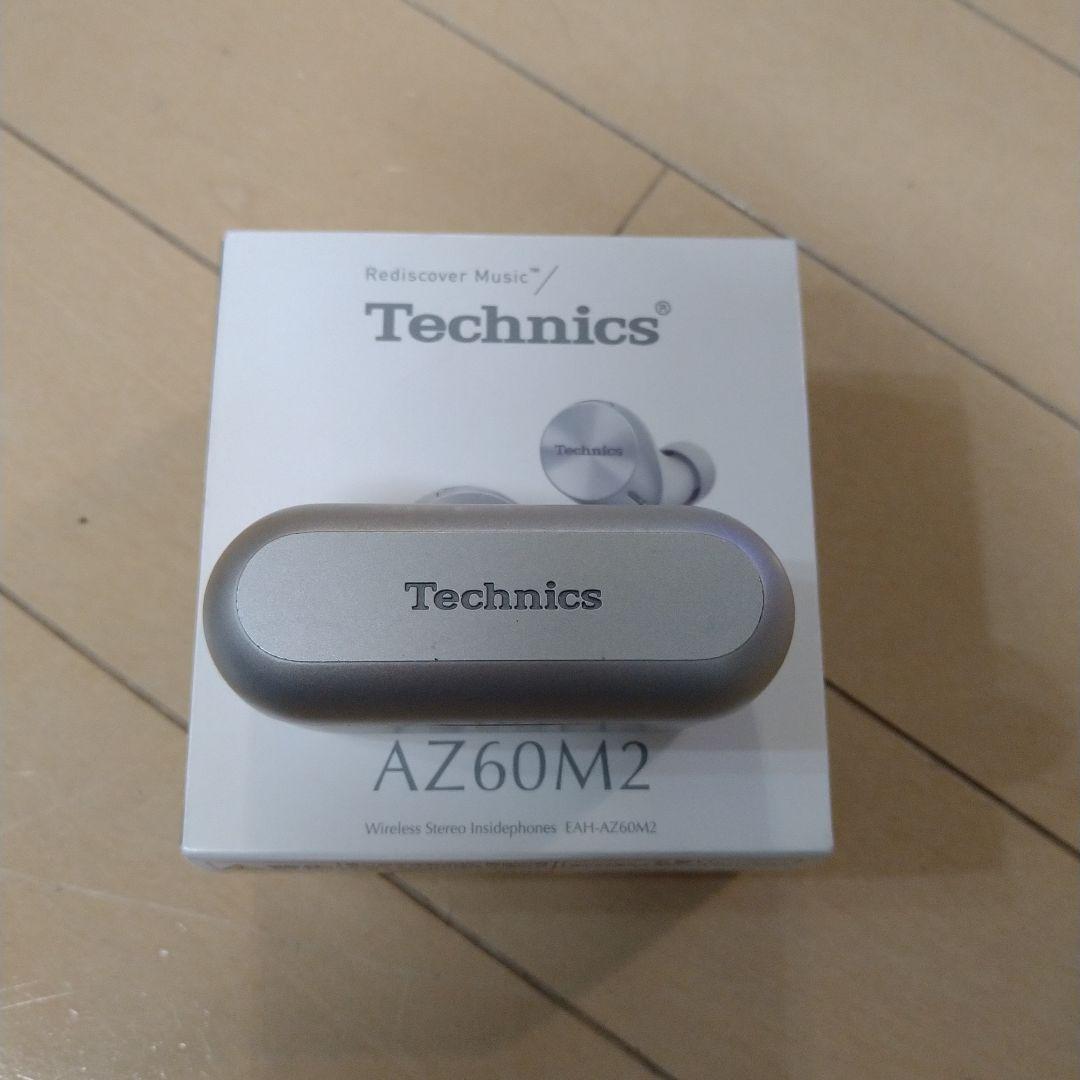 Rediscover Music™
Technics®
Technics
Technics
AZ60M2
Wireless Stereo Insidephones EAH-AZ60M2